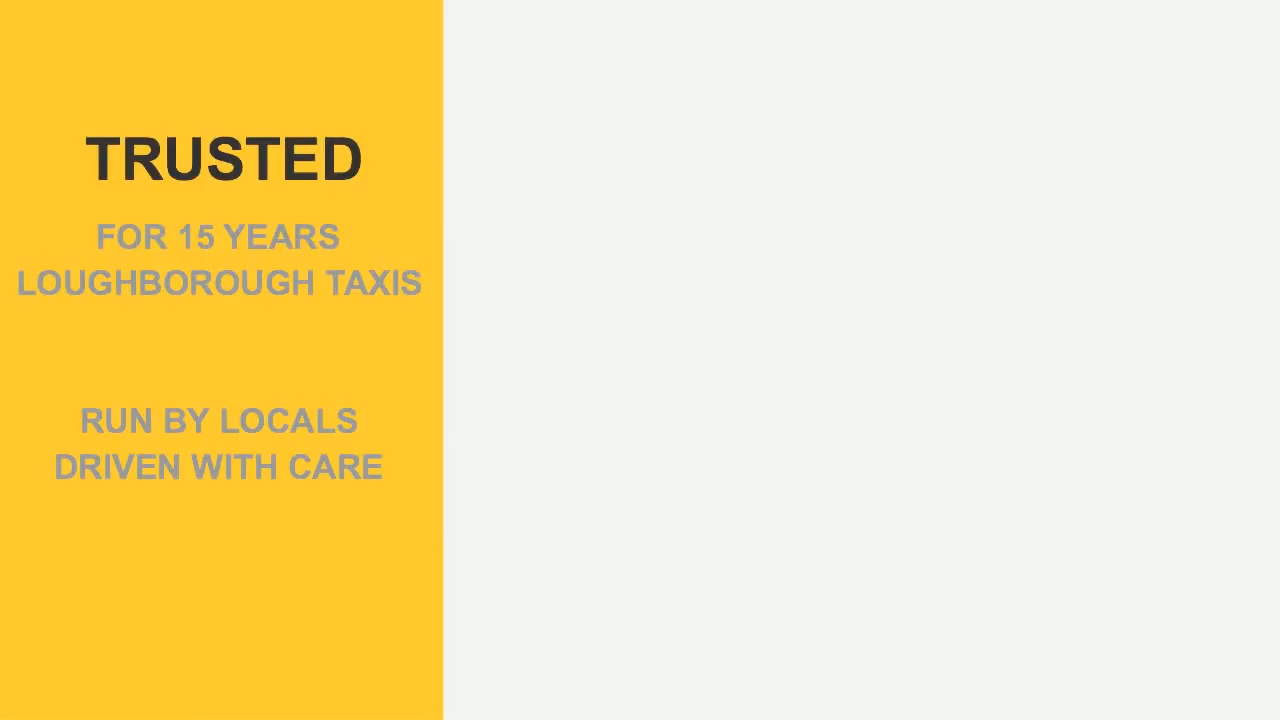 TRUSTED
FOR 15 YEARS
LOUGHBOROUGH TAXIS
RUN BY LOCALS
DRIVEN WITH CARE